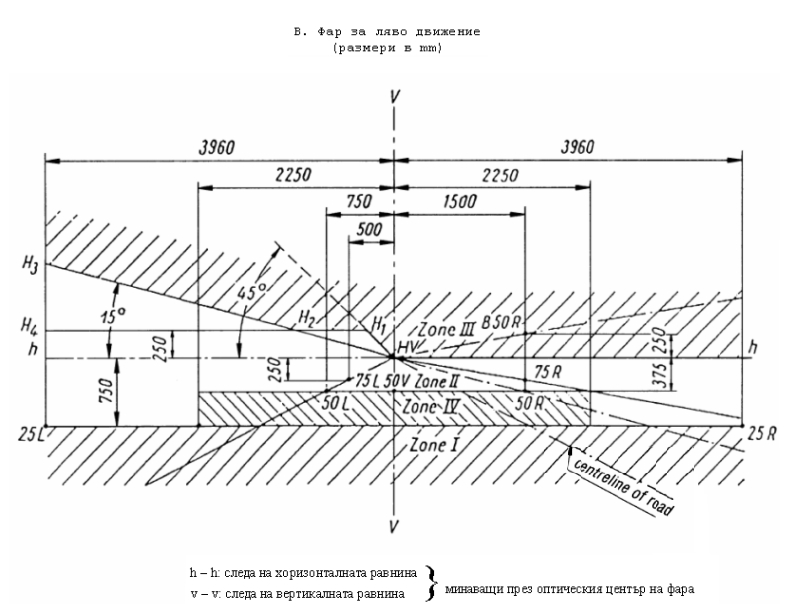 В. Фар за ляво движение
(размери в mm)
V
3960 3960
2250 2250
750 1500
500
H3
45°
15°
H2 H1 Zone III B50R
H4
h HV h
250 250
250 75R 375
750 75L 50V Zone II
50L Zone IV 50R
25L Zone I 25R
centreline of road
V
h – h: следа на хоризонталната равнина
v – v: следа на вертикалната равнина } минаващи през оптическия център на фара